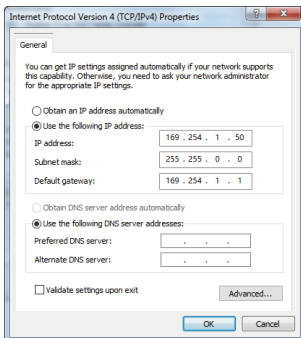 Internet Protocol Version 4 (TCP/IPv4) Properties
General
You can get IP settings assigned automatically if your network supports
this capability. Otherwise, you need to ask your network administrator
for the appropriate IP settings.
Obtain an IP address automatically
Use the following IP address:
IP address: 169 . 254 . 1 . 50
Subnet mask: 255 . 255 . 0 . 0
Default gateway: 169 . 254 . 1 . 1
Obtain DNS server address automatically
Use the following DNS server addresses:
Preferred DNS server: . . .
Alternate DNS server: . . .
Validate settings upon exit
Advanced...
OK Cancel